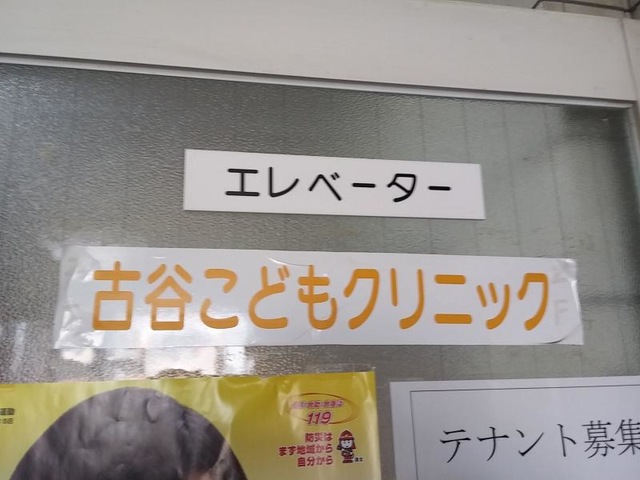 エレベーター
古谷こどもクリニック
119
防災は
まず地域から
自分から
テナント募集